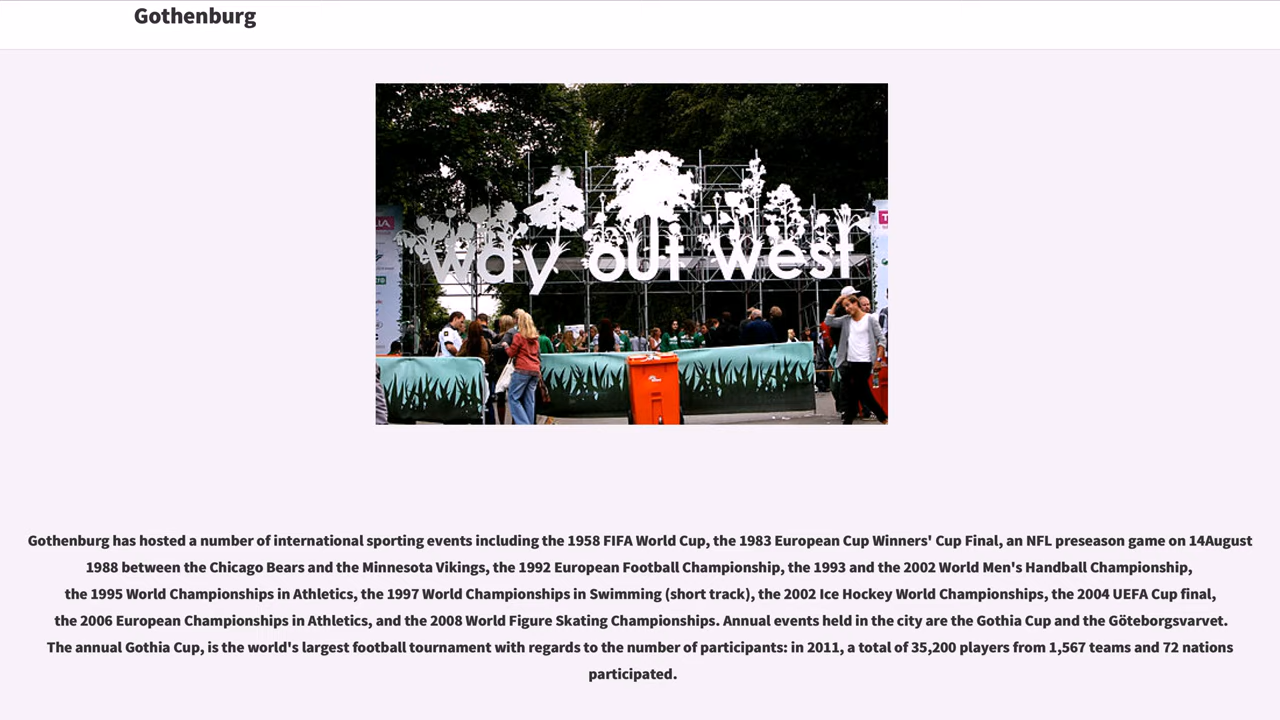 Gothenburg
way out west
Gothenburg has hosted a number of international sporting events including the 1958 FIFA World Cup, the 1983 European Cup Winners' Cup Final, an NFL preseason game on 14August
1988 between the Chicago Bears and the Minnesota Vikings, the 1992 European Football Championship, the 1993 and the 2002 World Men's Handball Championship,
the 1995 World Championships in Athletics, the 1997 World Championships in Swimming (short track), the 2002 Ice Hockey World Championships, the 2004 UEFA Cup final,
the 2006 European Championships in Athletics, and the 2008 World Figure Skating Championships. Annual events held in the city are the Gothia Cup and the Göteborgsvarvet.
The annual Gothia Cup, is the world's largest football tournament with regards to the number of participants: in 2011, a total of 35,200 players from 1,567 teams and 72 nations
participated.